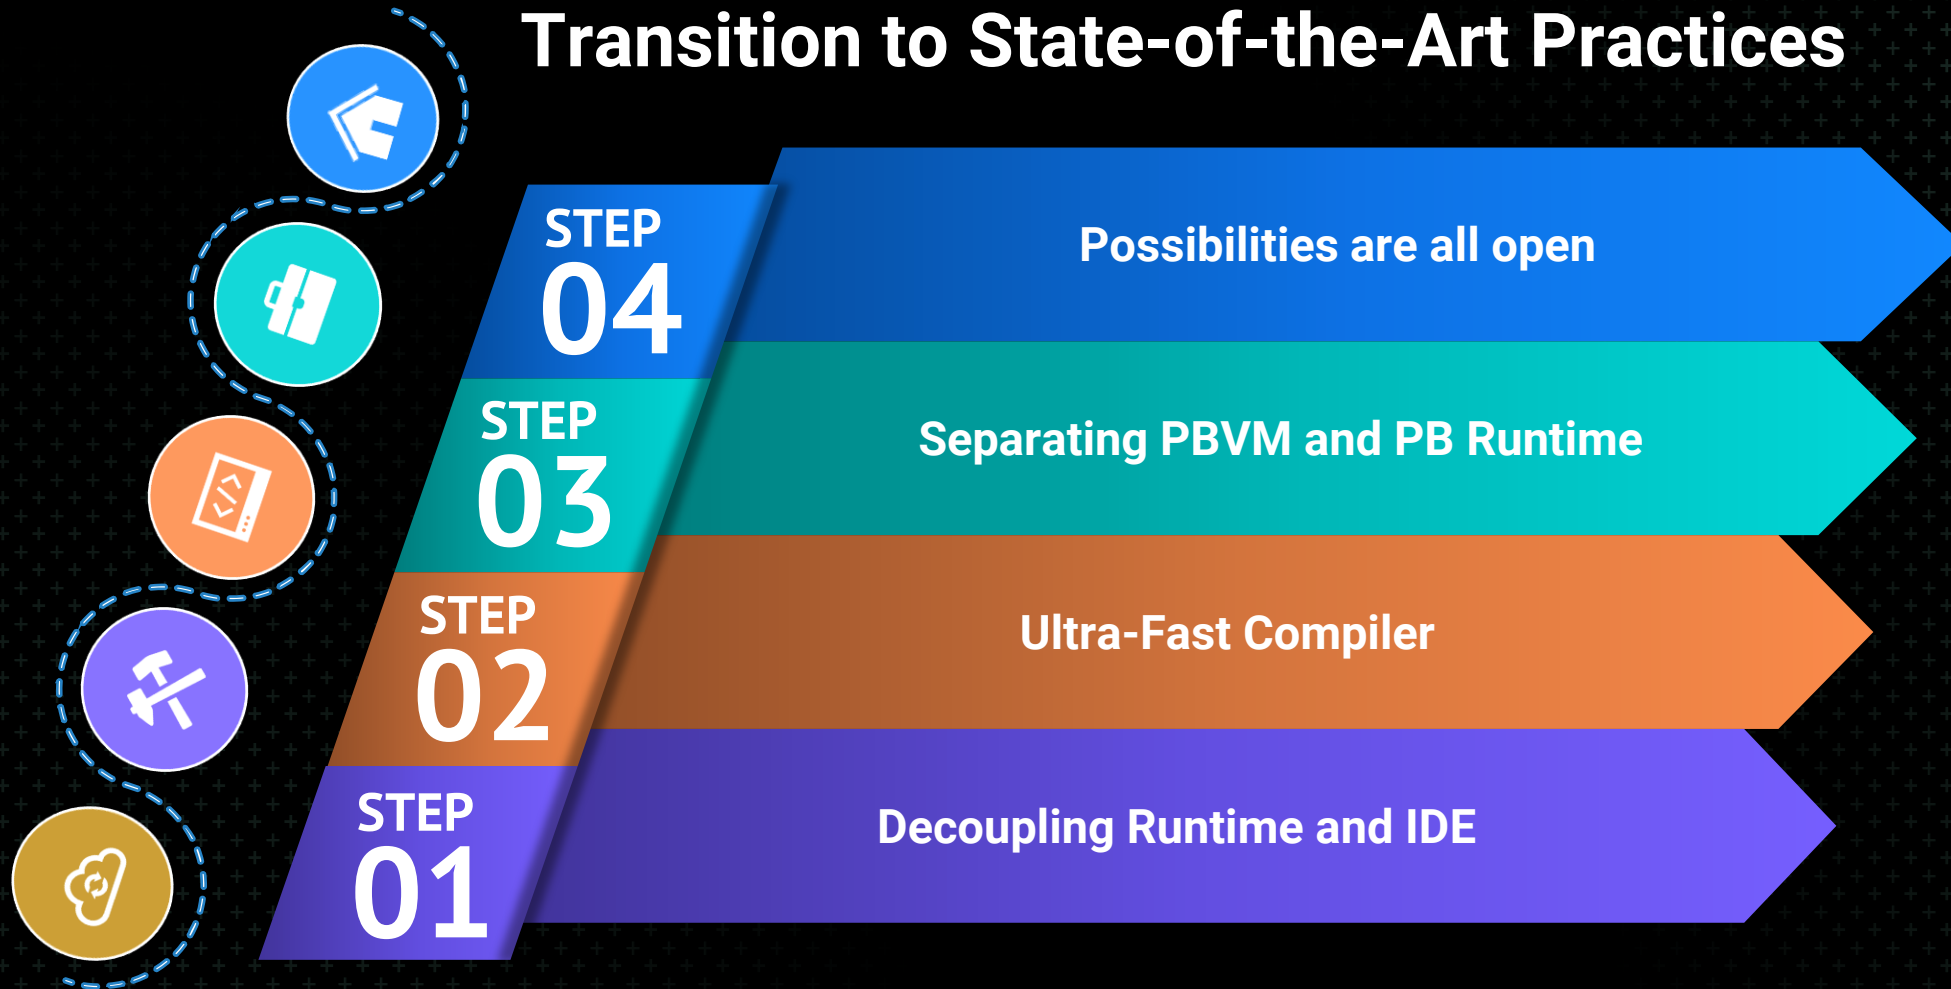 Transition to State-of-the-Art Practices
STEP
04
Possibilities are all open
STEP
03
Separating PBVM and PB Runtime
STEP
02
Ultra-Fast Compiler
STEP
01
Decoupling Runtime and IDE